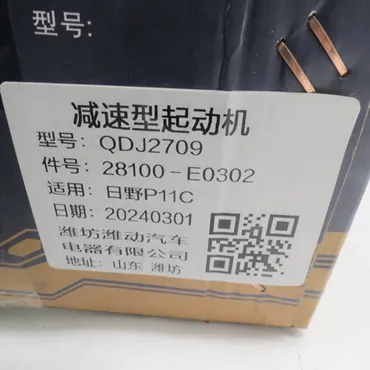 型号:
减速型起动机
型号: QDJ2709
件号: 28100-E0302
适用: 日野P11C
日期: 20240301
潍坊潍动汽车
电器有限公司
地址: 山东 潍坊